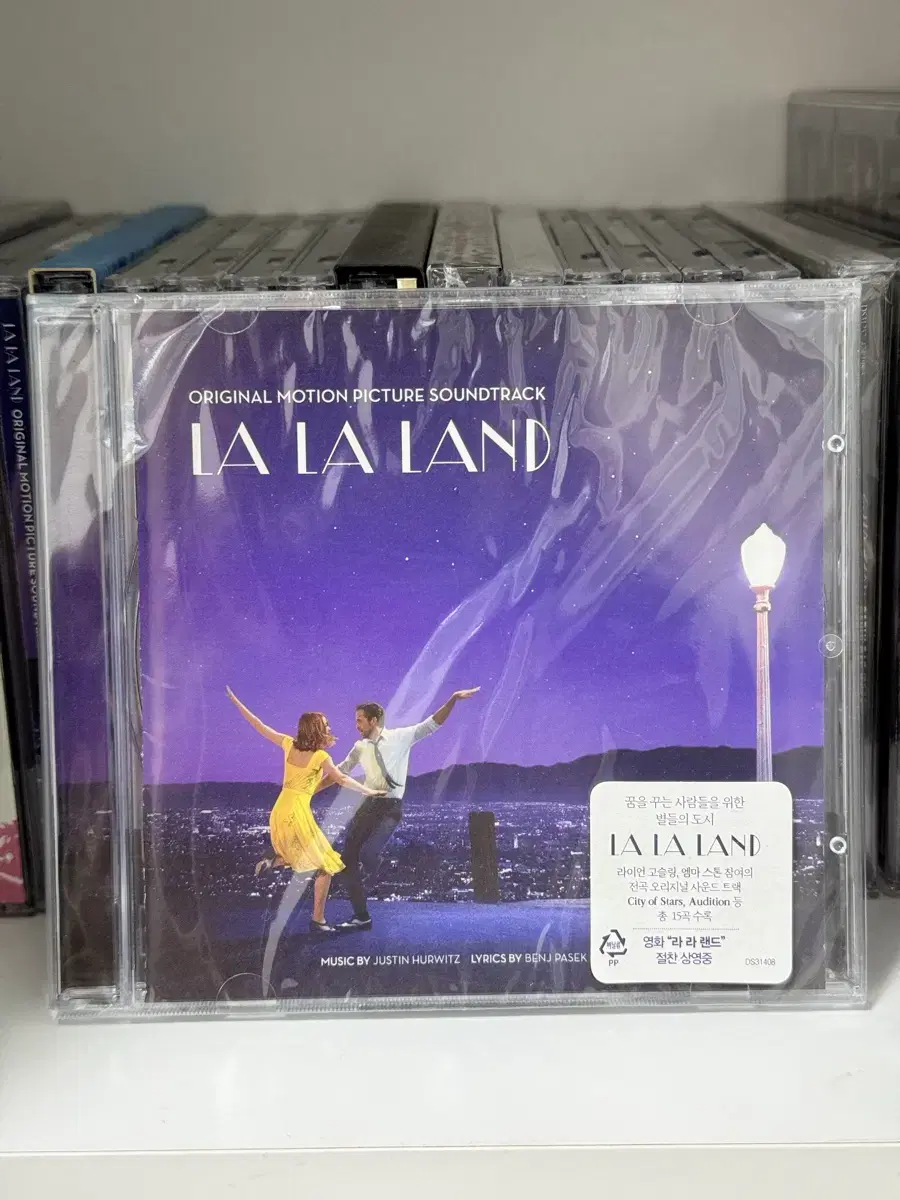 ORIGINAL MOTION PICTURE SOUNDTRACK
LA LA LAND
꿈을 꾸는 사람들을 위한
별들의 도시
LA LA LAND
라이언 고슬링, 엠마 스톤 참여의
전곡 오리지널 사운드 트랙
City of Stars, Audition 등
총 15곡 수록
영화 “라 라 랜드”
절찬 상영중
비닐류
PP
DS31408
MUSIC BY JUSTIN HURWITZ LYRICS BY BENJ PASEK
LA LA LAND ORIGINAL MOTION PICTURE